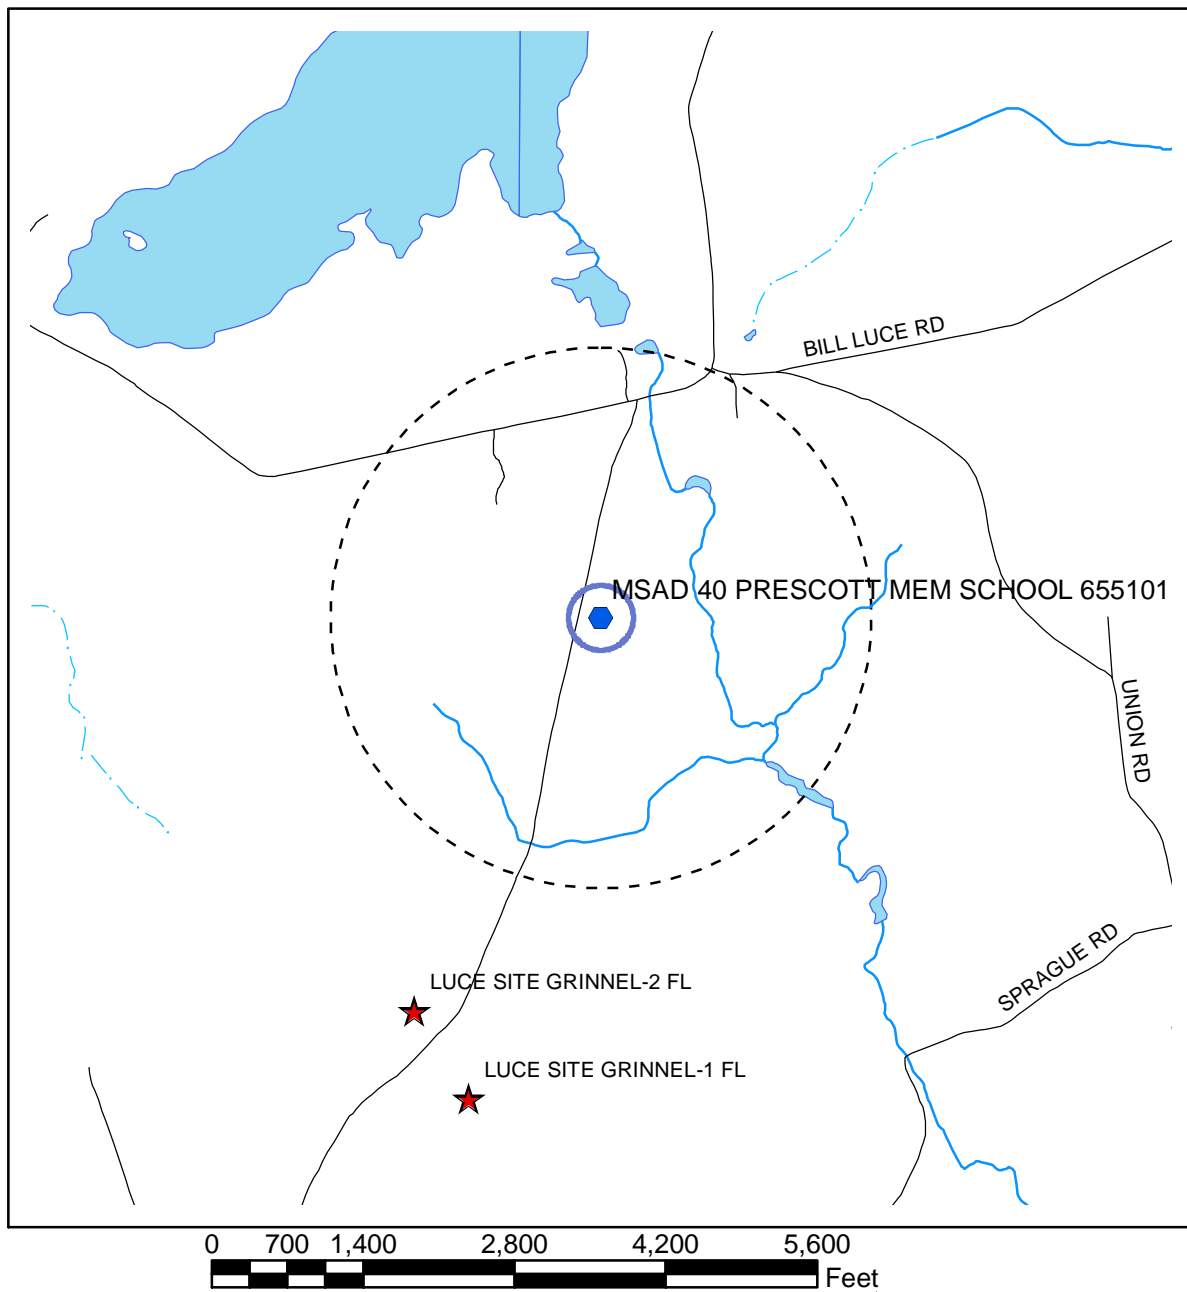 BILL LUCE RD
MSAD 40 PRESCOTT MEM SCHOOL 655101
UNION RD
SPRAGUE RD
LUCE SITE GRINNEL-2 FL
LUCE SITE GRINNEL-1 FL
0 700 1,400 2,800 4,200 5,600
Feet